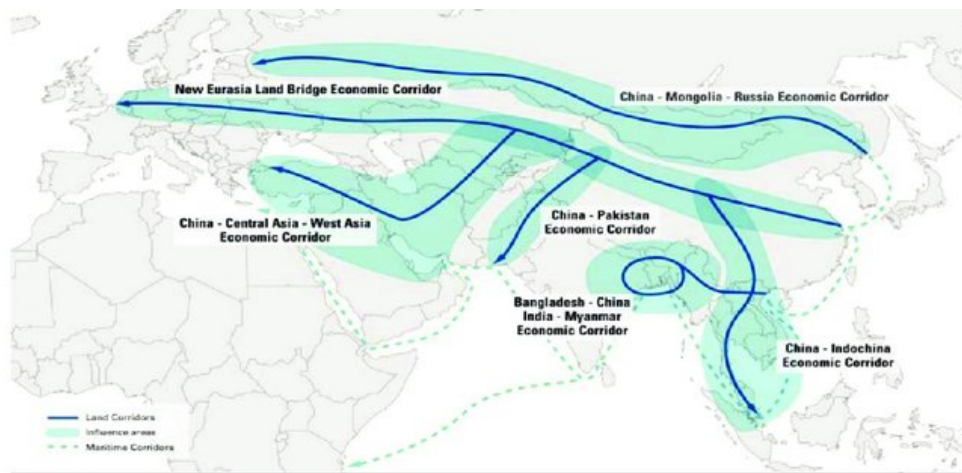 New Eurasia Land Bridge Economic Corridor
China - Mongolia - Russia Economic Corridor
China - Central Asia - West Asia
Economic Corridor
China - Pakistan
Economic Corridor
Bangladesh - China
India - Myanmar
Economic Corridor
China - Indochina
Economic Corridor
Land Corridors
Influence areas
Maritime Corridors